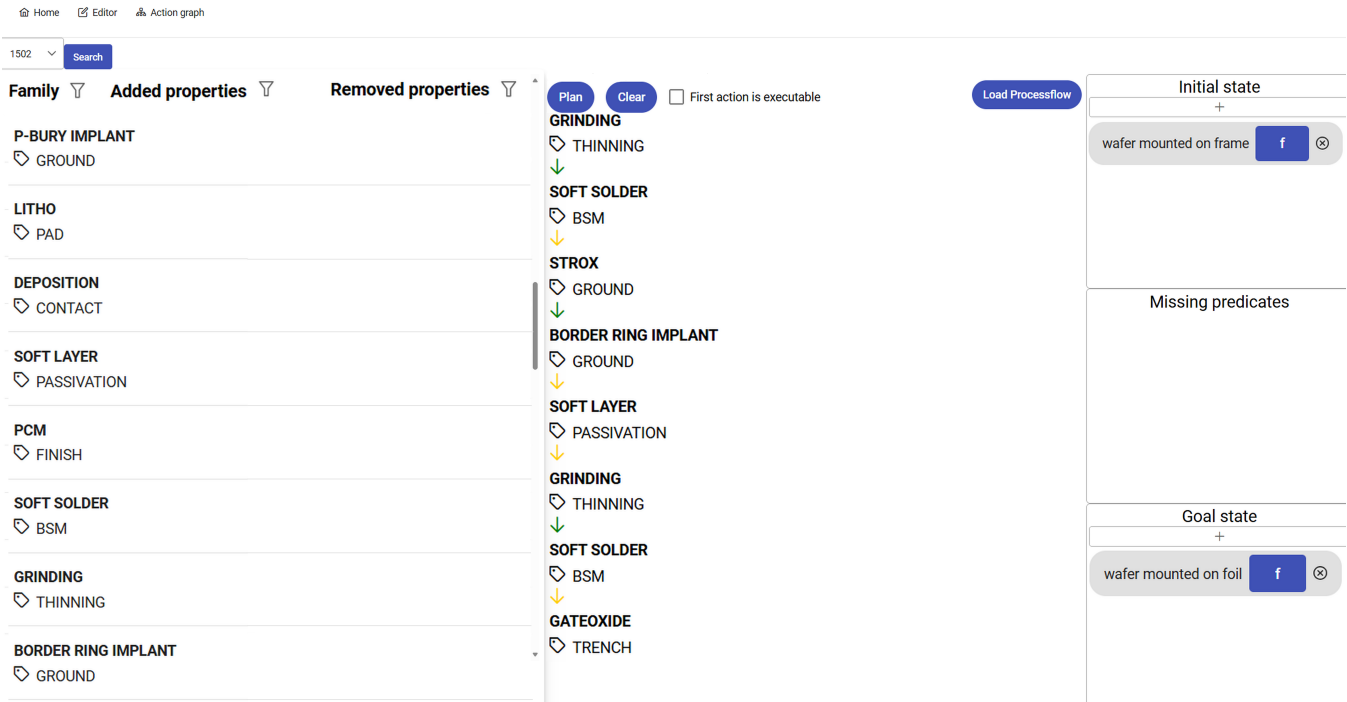 Home Editor Action graph
1502 Search
Family Added properties Removed properties
P-BURY IMPLANT
GROUND
LITHO
PAD
DEPOSITION
CONTACT
SOFT LAYER
PASSIVATION
PCM
FINISH
SOFT SOLDER
BSM
GRINDING
THINNING
BORDER RING IMPLANT
GROUND
Plan Clear First action is executable Load Processflow
GRINDING
THINNING
SOFT SOLDER
BSM
STROX
GROUND
BORDER RING IMPLANT
GROUND
SOFT LAYER
PASSIVATION
GRINDING
THINNING
SOFT SOLDER
BSM
GATEOXIDE
TRENCH
Initial state
+
wafer mounted on frame f
Missing predicates
Goal state
+
wafer mounted on foil f